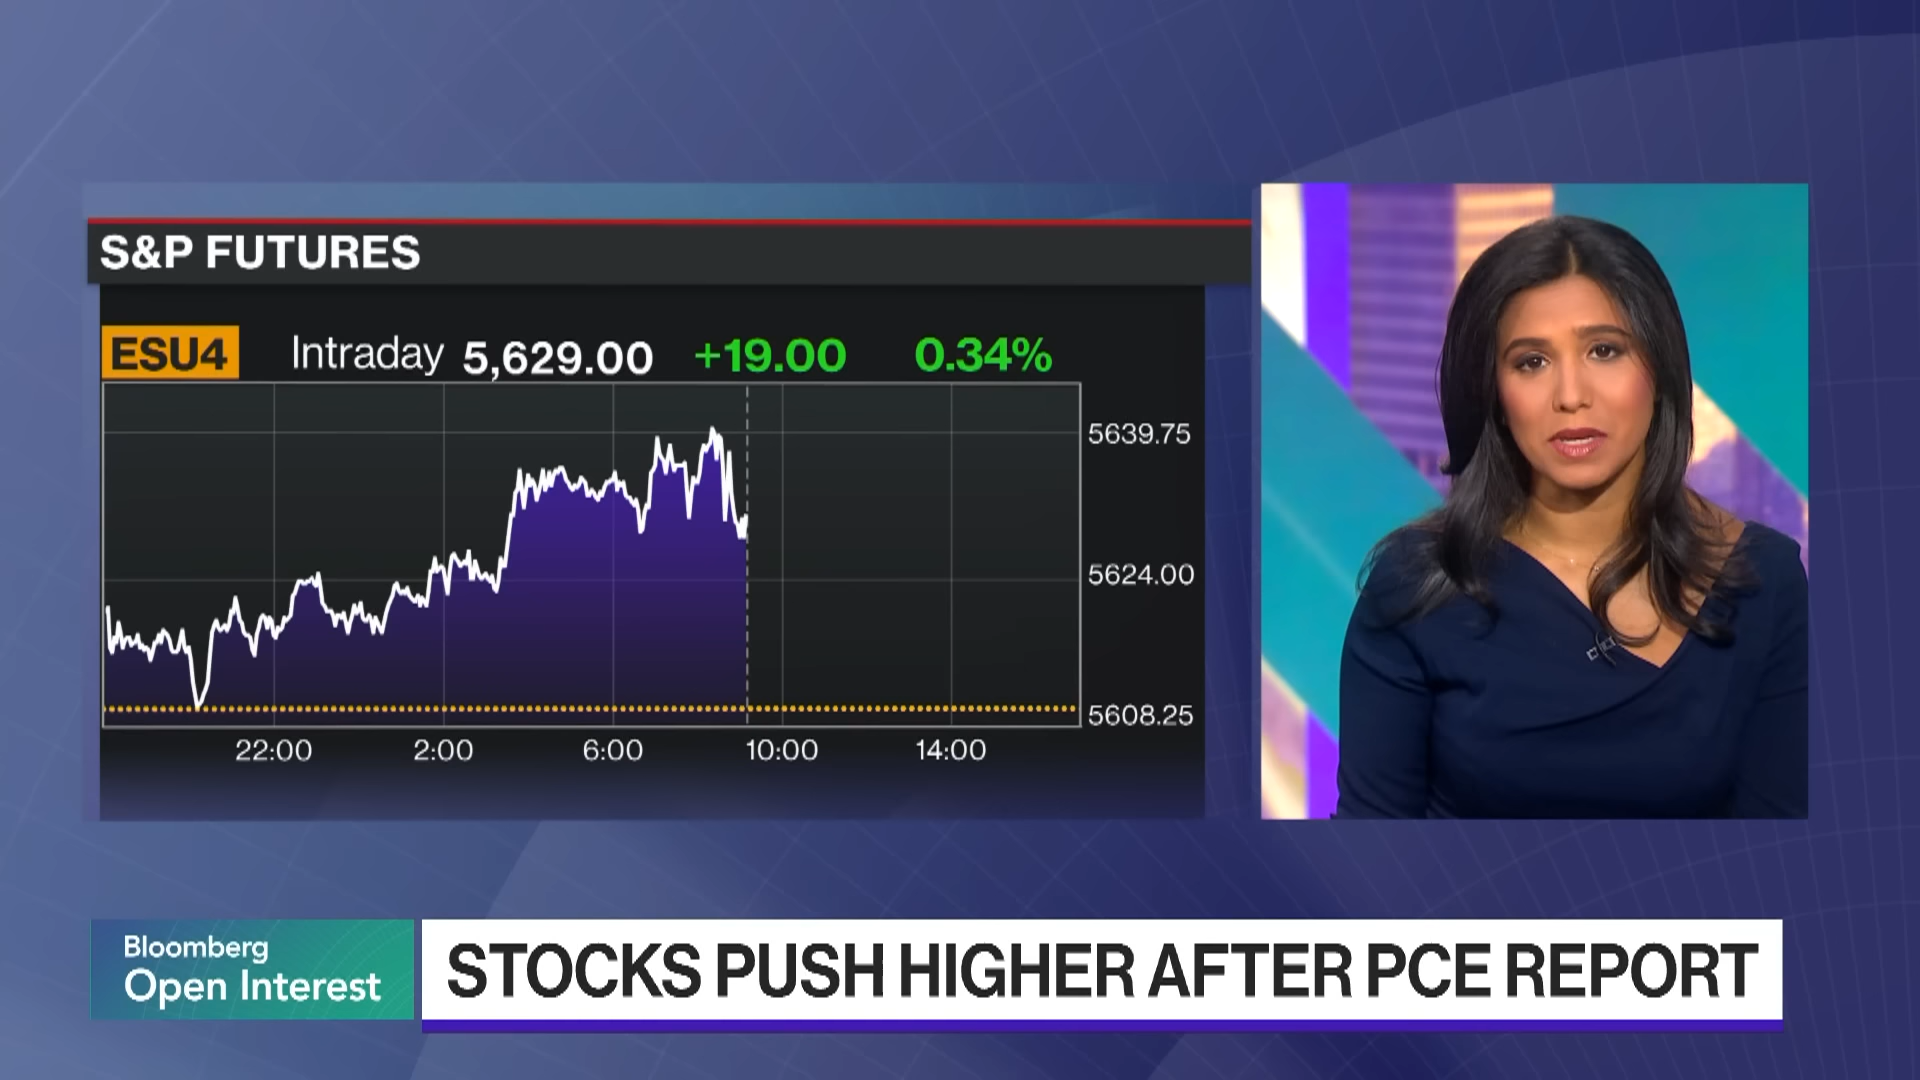 S&P FUTURES
ESU4 Intraday 5,629.00 +19.00 0.34%
5639.75
5624.00
5608.25
22:00 2:00 6:00 10:00 14:00
Bloomberg
Open Interest
STOCKS PUSH HIGHER AFTER PCE REPORT